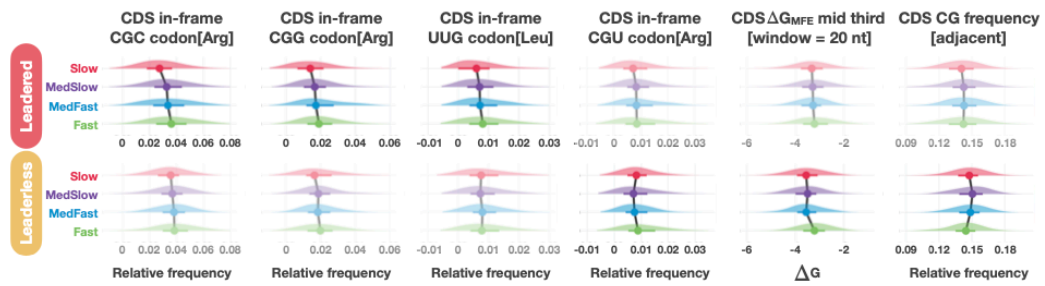 CDS in-frame CDS in-frame CDS in-frame CDS in-frame CDS ΔGMFE mid third CDS CG frequency
CGC codon[Arg] CGG codon[Arg] UUG codon[Leu] CGU codon[Arg] [window = 20 nt] [adjacent]
Leadered
Slow
MedSlow
MedFast
Fast
0 0.02 0.04 0.06 0.08 0 0.02 0.04 0.06 -0.01 0 0.01 0.03 -0.01 0 0.01 0.03 -6 -4 -2 0.09 0.12 0.15 0.18
Leaderless
Slow
MedSlow
MedFast
Fast
0 0.02 0.04 0.06 0.08 0 0.02 0.04 0.06 -0.01 0 0.01 0.02 0.03 -0.01 0 0.01 0.02 0.03 -6 -4 -2 0.09 0.12 0.15 0.18
Relative frequency Relative frequency Relative frequency Relative frequency ΔG Relative frequency